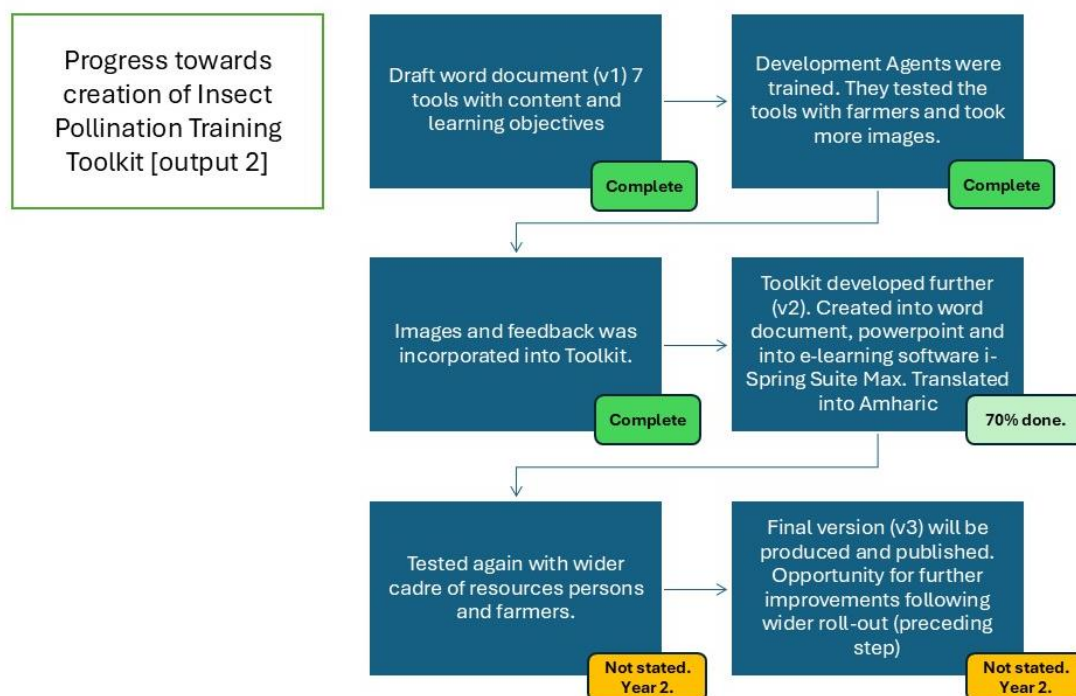 Progress towards
creation of Insect
Pollination Training
Toolkit [output 2]
Draft word document (v1) 7
tools with content and
learning objectives
Complete
Development Agents were
trained. They tested the
tools with farmers and took
more images.
Complete
Images and feedback was
incorporated into Toolkit.
Complete
Toolkit developed further
(v2). Created into word
document, powerpoint and
into e-learning software i-
Spring Suite Max. Translated
into Amharic
70% done.
Tested again with wider
cadre of resources persons
and farmers.
Not stated.
Year 2.
Final version (v3) will be
produced and published.
Opportunity for further
improvements following
wider roll-out (preceding
step)
Not stated.
Year 2.